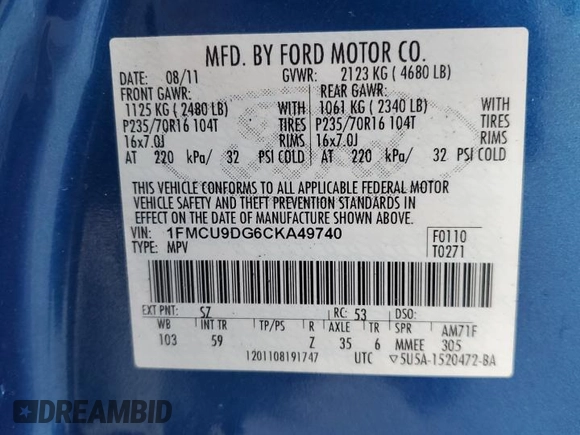 MFD. BY FORD MOTOR CO.
DATE: 08/11 GVWR: 2123 KG ( 4680 LB)
FRONT GAWR: REAR GAWR:
1125 KG ( 2480 LB) WITH 1061 KG ( 2340 LB) WITH
P235/70R16 104T TIRES P235/70R16 104T TIRES
16x7.0J RIMS 16x7.0J RIMS
AT 220 kPa/ 32 PSI COLD AT 220 kPa/ 32 PSI COLD
THIS VEHICLE CONFORMS TO ALL APPLICABLE FEDERAL MOTOR
VEHICLE SAFETY AND THEFT PREVENTION STANDARDS IN
EFFECT ON THE DATE OF MANUFACTURE SHOWN ABOVE.
VIN: 1FMCU9DG6CKA49740 F0110
TYPE: MPV T0271
EXT PNT: SZ RC: 53 DSO:
WB INT TR TP/PS R AXLE TR SPR AM71F
103 59 Z 35 6 MMEE 305
1201108191747 UTC ▽5U5A-1520472-BA
DREAMBID